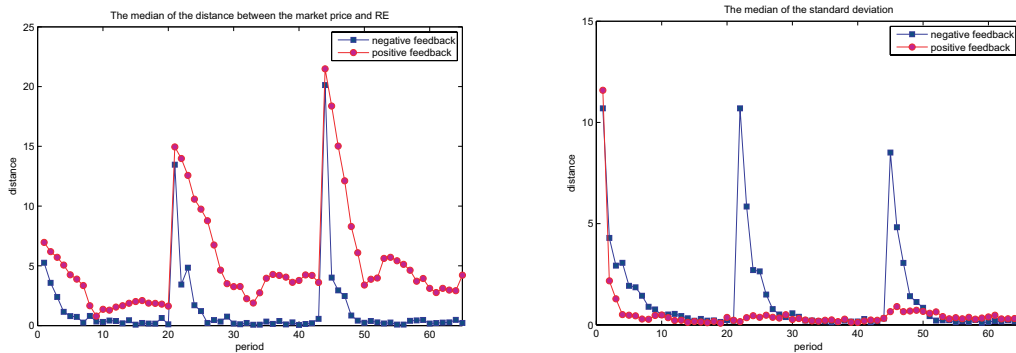 The median of the distance between the market price and RE
25
20
15
10
5
0
distance
negative feedback
positive feedback
0 10 20 30 40 50 60
period
The median of the standard deviation
15
10
5
0
distance
negative feedback
positive feedback
0 10 20 30 40 50 60
period